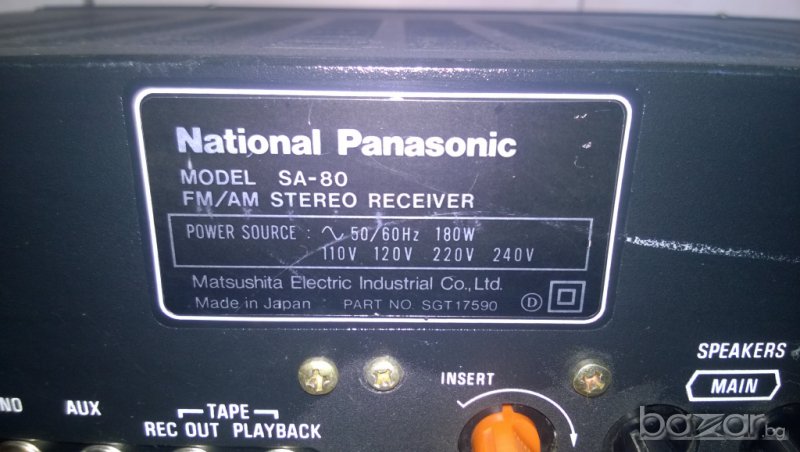 National Panasonic
MODEL SA-80
FM/AM STEREO RECEIVER
POWER SOURCE : ∿ 50/60Hz 180W
110V 120V 220V 240V
Matsushita Electric Industrial Co., Ltd.
Made in Japan PART NO. SGT17590 D
SPEAKERS
INSERT
MAIN
NO AUX
TAPE
REC OUT PLAYBACK
bazar.bg